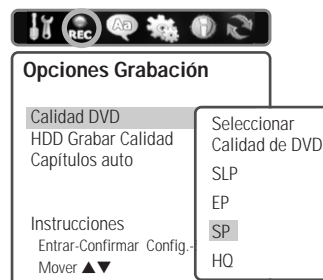 REC
Aa
i
Opciones Grabación
Calidad DVD
HDD Grabar Calidad
Capítulos auto
Instrucciones
Entrar-Confirmar Config.-
Mover ▲▼
Seleccionar
Calidad de DVD
SLP
EP
SP
HQ